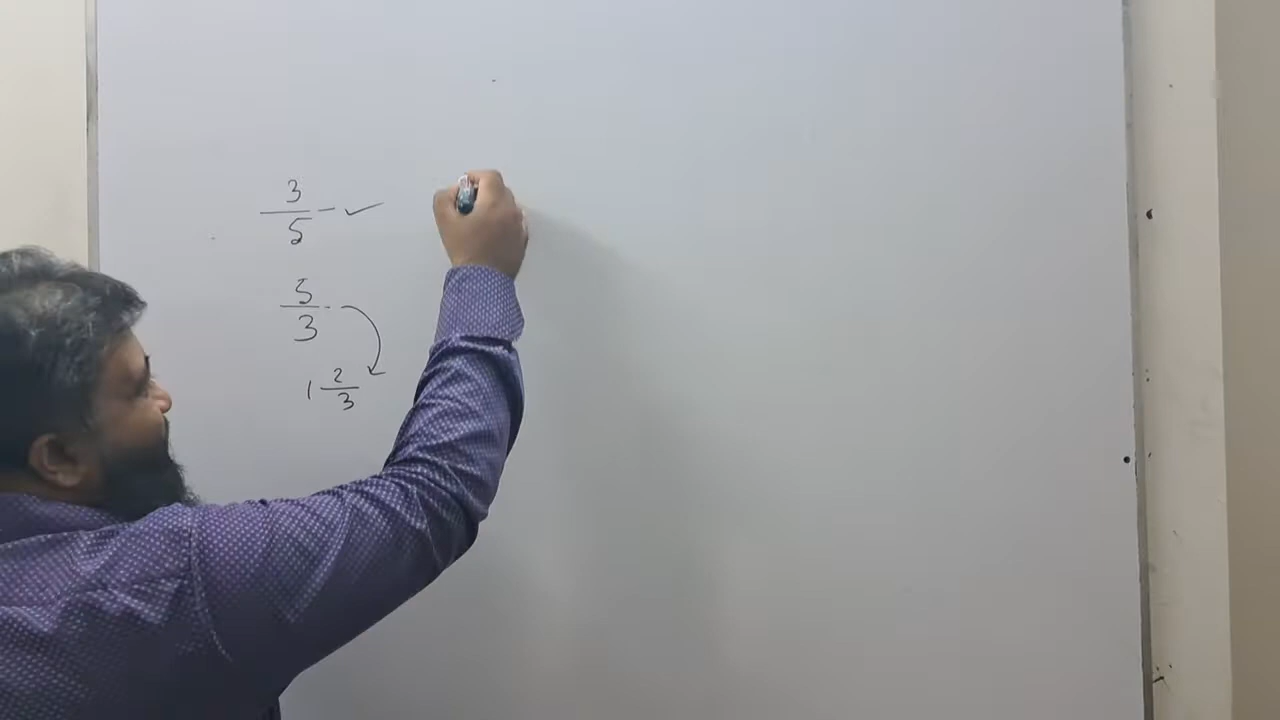 3/5 - ✓
5/3 -
1 2/3